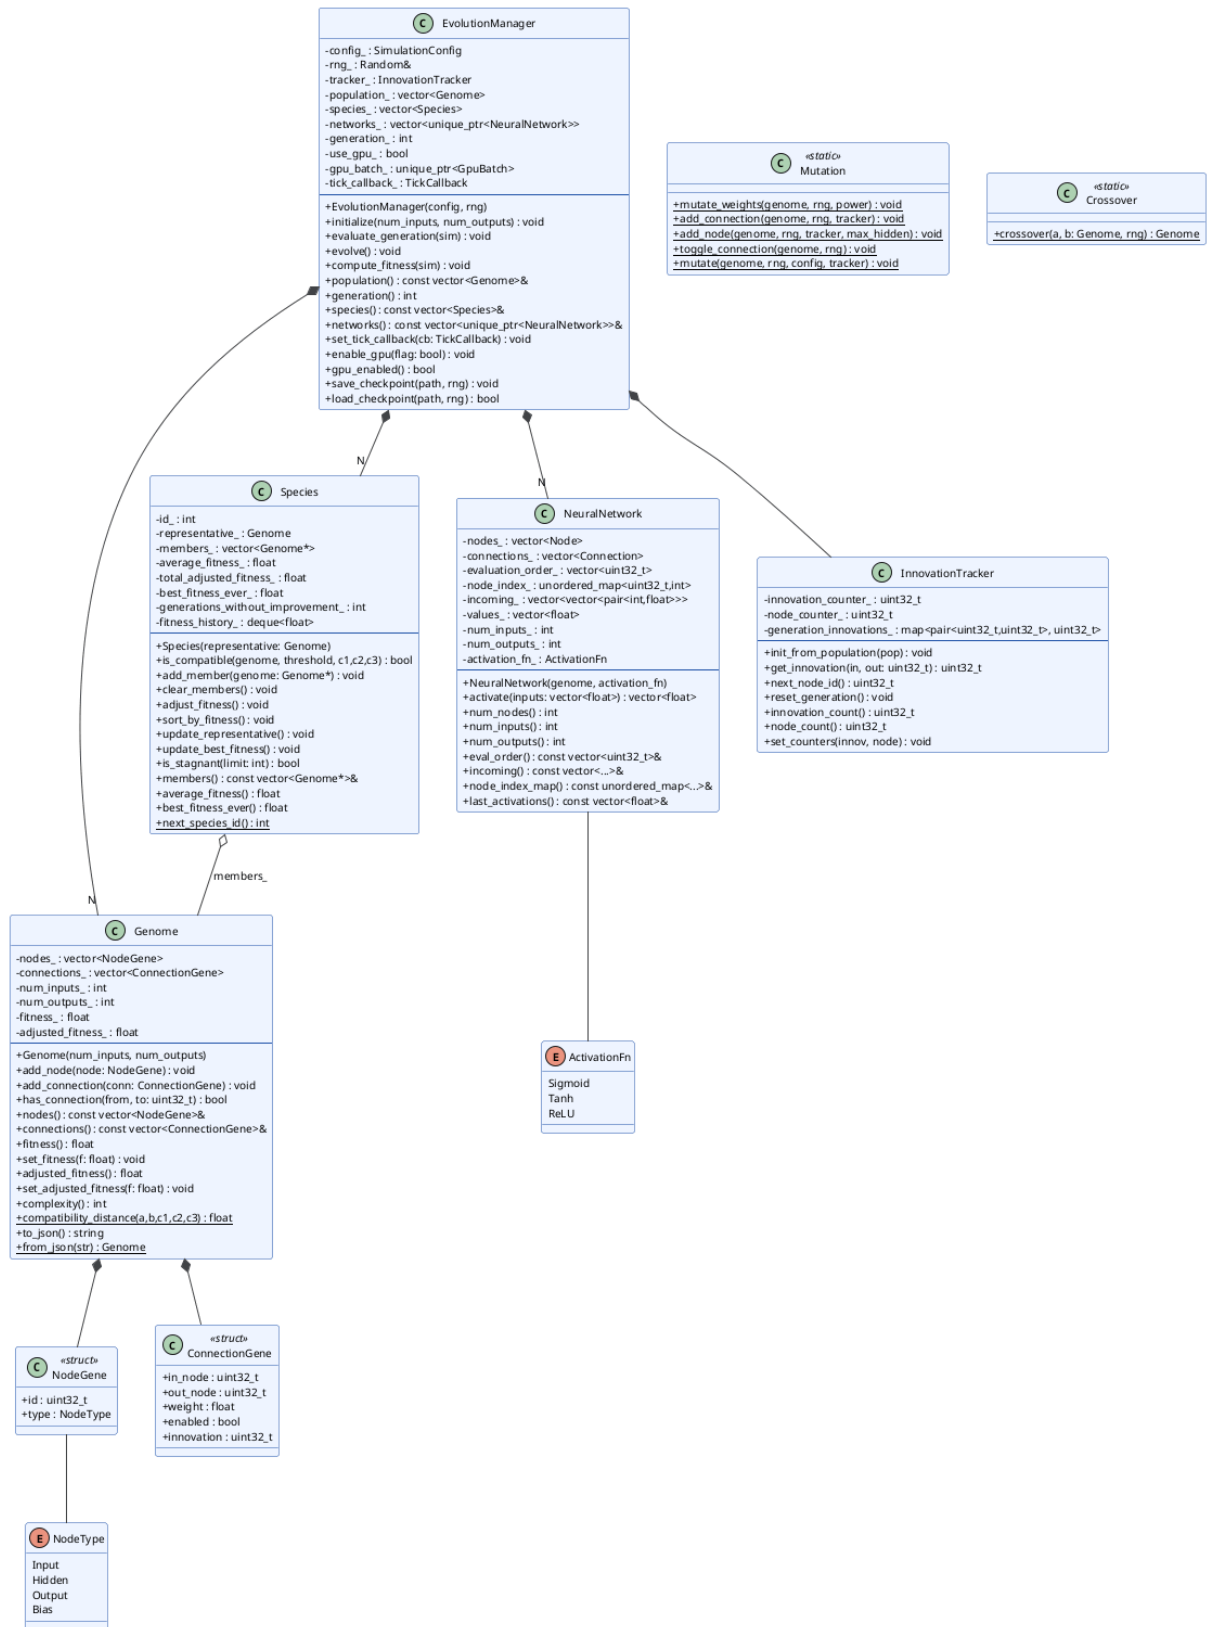 C EvolutionManager
-config_ : SimulationConfig
-rng_ : Random&
-tracker_ : InnovationTracker
-population_ : vector<Genome>
-species_ : vector<Species>
-networks_ : vector<unique_ptr<NeuralNetwork>>
-generation_ : int
-use_gpu_ : bool
-gpu_batch_ : unique_ptr<GpuBatch>
-tick_callback_ : TickCallback
+EvolutionManager(config, rng)
+initialize(num_inputs, num_outputs) : void
+evaluate_generation(sim) : void
+evolve() : void
+compute_fitness(sim) : void
+population() : const vector<Genome>&
+generation() : int
+species() : const vector<Species>&
+networks() : const vector<unique_ptr<NeuralNetwork>>&
+set_tick_callback(cb: TickCallback) : void
+enable_gpu(flag: bool) : void
+gpu_enabled() : bool
+save_checkpoint(path, rng) : void
+load_checkpoint(path, rng) : bool
C «static»
Mutation
+mutate_weights(genome, rng, power) : void
+add_connection(genome, rng, tracker) : void
+add_node(genome, rng, tracker, max_hidden) : void
+toggle_connection(genome, rng) : void
+mutate(genome, rng, config, tracker) : void
C «static»
Crossover
+crossover(a, b: Genome, rng) : Genome
N
N
C Species
-id_ : int
-representative_ : Genome
-members_ : vector<Genome*>
-average_fitness_ : float
-total_adjusted_fitness_ : float
-best_fitness_ever_ : float
-generations_without_improvement_ : int
-fitness_history_ : deque<float>
+Species(representative: Genome)
+is_compatible(genome, threshold, c1,c2,c3) : bool
+add_member(genome: Genome*) : void
+clear_members() : void
+adjust_fitness() : void
+sort_by_fitness() : void
+update_representative() : void
+update_best_fitness() : void
+is_stagnant(limit: int) : bool
+members() : const vector<Genome*>&
+average_fitness() : float
+best_fitness_ever() : float
+next_species_id() : int
C NeuralNetwork
-nodes_ : vector<Node>
-connections_ : vector<Connection>
-evaluation_order_ : vector<uint32_t>
-node_index_ : unordered_map<uint32_t,int>
-incoming_ : vector<vector<pair<int,float>>>
-values_ : vector<float>
-num_inputs_ : int
-num_outputs_ : int
-activation_fn_ : ActivationFn
+NeuralNetwork(genome, activation_fn)
+activate(inputs: vector<float>) : vector<float>
+num_nodes() : int
+num_inputs() : int
+num_outputs() : int
+eval_order() : const vector<uint32_t>&
+incoming() : const vector<...>&
+node_index_map() : const unordered_map<...>&
+last_activations() : const vector<float>&
C InnovationTracker
-innovation_counter_ : uint32_t
-node_counter_ : uint32_t
-generation_innovations_ : map<pair<uint32_t,uint32_t>, uint32_t>
+init_from_population(pop) : void
+get_innovation(in, out: uint32_t) : uint32_t
+next_node_id() : uint32_t
+reset_generation() : void
+innovation_count() : uint32_t
+node_count() : uint32_t
+set_counters(innov, node) : void
members_
N
C Genome
-nodes_ : vector<NodeGene>
-connections_ : vector<ConnectionGene>
-num_inputs_ : int
-num_outputs_ : int
-fitness_ : float
-adjusted_fitness_ : float
+Genome(num_inputs, num_outputs)
+add_node(node: NodeGene) : void
+add_connection(conn: ConnectionGene) : void
+has_connection(from, to: uint32_t) : bool
+nodes() : const vector<NodeGene>&
+connections() : const vector<ConnectionGene>&
+fitness() : float
+set_fitness(f: float) : void
+adjusted_fitness() : float
+set_adjusted_fitness(f: float) : void
+complexity() : int
+compatibility_distance(a,b,c1,c2,c3) : float
+to_json() : string
+from_json(str) : Genome
E ActivationFn
Sigmoid
Tanh
ReLU
C «struct»
NodeGene
+id : uint32_t
+type : NodeType
C «struct»
ConnectionGene
+in_node : uint32_t
+out_node : uint32_t
+weight : float
+enabled : bool
+innovation : uint32_t
E NodeType
Input
Hidden
Output
Bias